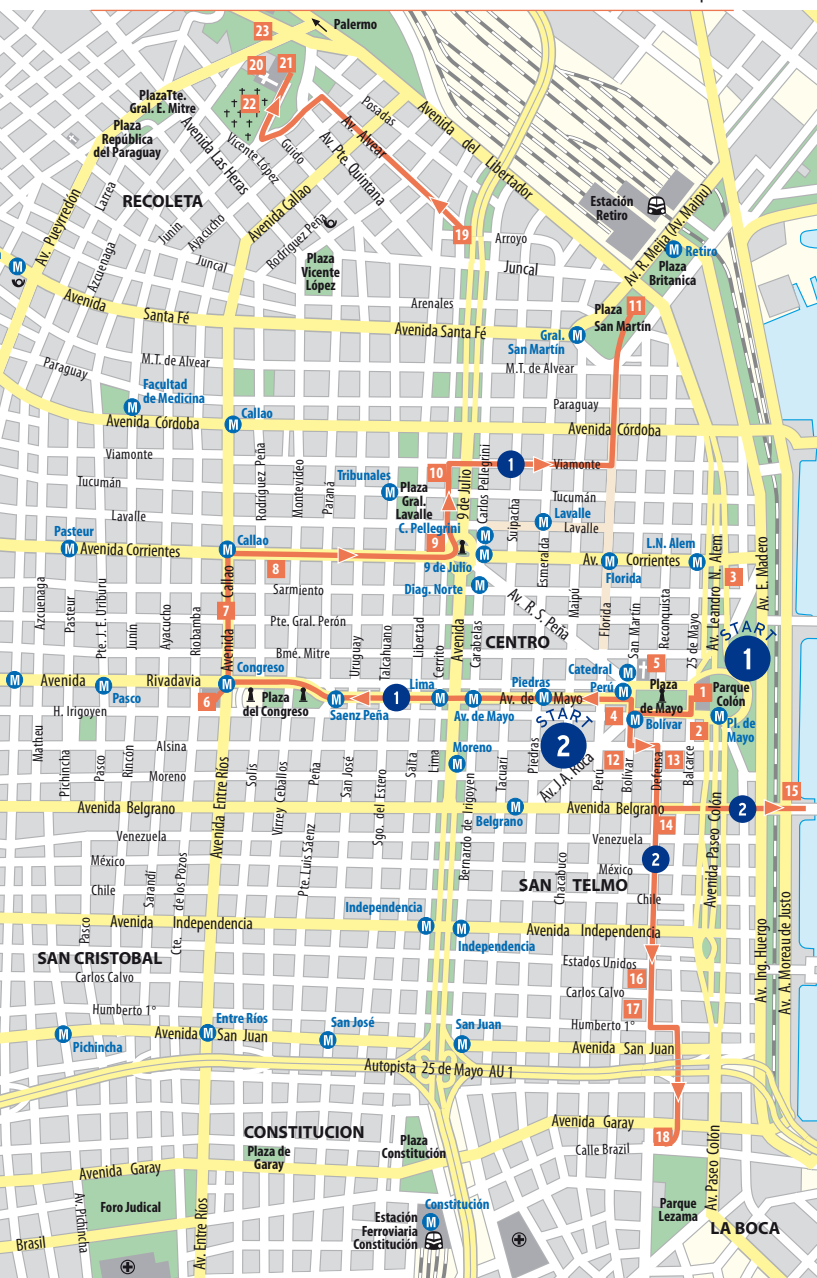 Palermo
23
20
21
22
PlazaTte.
Gral. E. Mitre
Plaza
República
del Paraguay
Posadas
Avenida del Libertador
Av. Alvear
Avenida Las Heras
Vicente López
Guido
Av. Pte. Quintana
Larrea
RECOLETA
Avenida Callao
Estación
Retiro
Av. R. Mejia (Av. Maipu)
Av. Pueyrredón
Junin
Ayacucho
Rodríguez Peña
19
Arroyo
M Retiro
Plaza
Britanica
Azcuenaga
Juncal
Plaza
Vicente
López
Juncal
M
Avenida Santa Fé
Arenales
Avenida Santa Fé
Plaza
San Martín
11
Gral.
San Martín
M
Paraguay
M.T. de Alvear
M.T. de Alvear
Facultad
de Medicina
M
Paraguay
Avenida Córdoba
M
Callao
Avenida Córdoba
Viamonte
Rodríguez Peña
Montevideo
Paraná
Tribunales
M
10
9 de Julio
Carlos Pellegrini
1
Viamonte
Tucumán
Plaza
Gral.
Lavalle
Tucumán
Suipacha
Lavalle
M
Lavalle
Lavalle
C. Pellegrini
M
Pasteur
M
Avenida Corrientes
Callao
M
9
M
9 de Julio
Esmeralda
Av. Corrientes
M
Florida
L.N. Alem
M
Av. Leandro N. Alem
Av. E. Madero
8
3
Diag. Norte
M
Sarmiento
Azcuenaga
Pasteur
Pte. J. E. Uriburu
Junin
Ayacucho
Riobamba
7
Avenida Callao
Pte. Gral. Perón
Bmé. Mitre
Uruguay
Talcahuano
Libertad
Cerrito
Avenida
Carabelas
Av. R. S. Peña
Maipú
Florida
San Martín
Reconquista
25 de Mayo
CENTRO
START
1
Congreso
M
Catedral
M
5
M
Avenida Rivadavia
M
Pasco
6
Plaza
del Congreso
M
Saenz Peña
1
Lima
M
M
Av. de Mayo
Piedras
M
Av. de Mayo
Perú
M
Plaza
de Mayo
1
Parque
Colón
H. Irigoyen
START
2
4
M
Bolívar
2
M
Pl. de
Mayo
Matheu
Pichincha
Pasco
Rincón
Alsina
Moreno
Solís
Virrey Ceballos
Pena
San José
Salta
Lima
Moreno
M
Tacuari
Piedras
Av. J.A. Roca
12
Perú
Bolivar
Defensa
13
Balcarce
15
Avenida Belgrano
Avenida Entre Ríos
Sgo. del Estero
Bernardo de Irigoyen
M
Belgrano
Avenida Belgrano
2
14
Venezuela
Pte. Luis Sáenz
Venezuela
Avenida Paseo Colón
México
2
México
Chile
Sarandí
Cte. de los Pozos
SAN TELMO
Chacabuco
Chile
Pasco
Avenida Independencia
Independencia
M
M
Independencia
Avenida Independencia
SAN CRISTOBAL
Carlos Calvo
Estados Unidos
16
Av. Ing. Huergo
Av. A. Moreau de Justo
Carlos Calvo
17
Humberto 1°
Humberto 1°
M
Pichincha
Entre Ríos
Avenida M San Juan
San José
M
San Juan
M
Avenida San Juan
Autopista 25 de Mayo AU 1
Avenida Garay
18
CONSTITUCION
Plaza de
Garay
Plaza
Constitución
Calle Brazil
Avenida Garay
Av. Pichincha
Foro Judical
Av. Entre Ríos
Constitución
M
Estación
Ferroviaria
Constitución
Parque
Lezama
Av. Paseo Colón
LA BOCA
Brasil